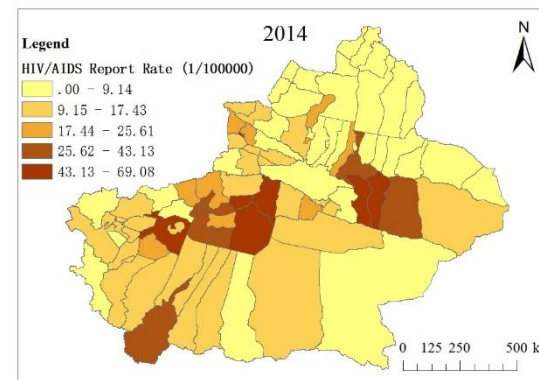 2014
N
Legend
HIV/AIDS Report Rate (1/100000)
.00 - 9.14
9.15 - 17.43
17.44 - 25.61
25.62 - 43.13
43.13 - 69.08
0 125 250 500 k